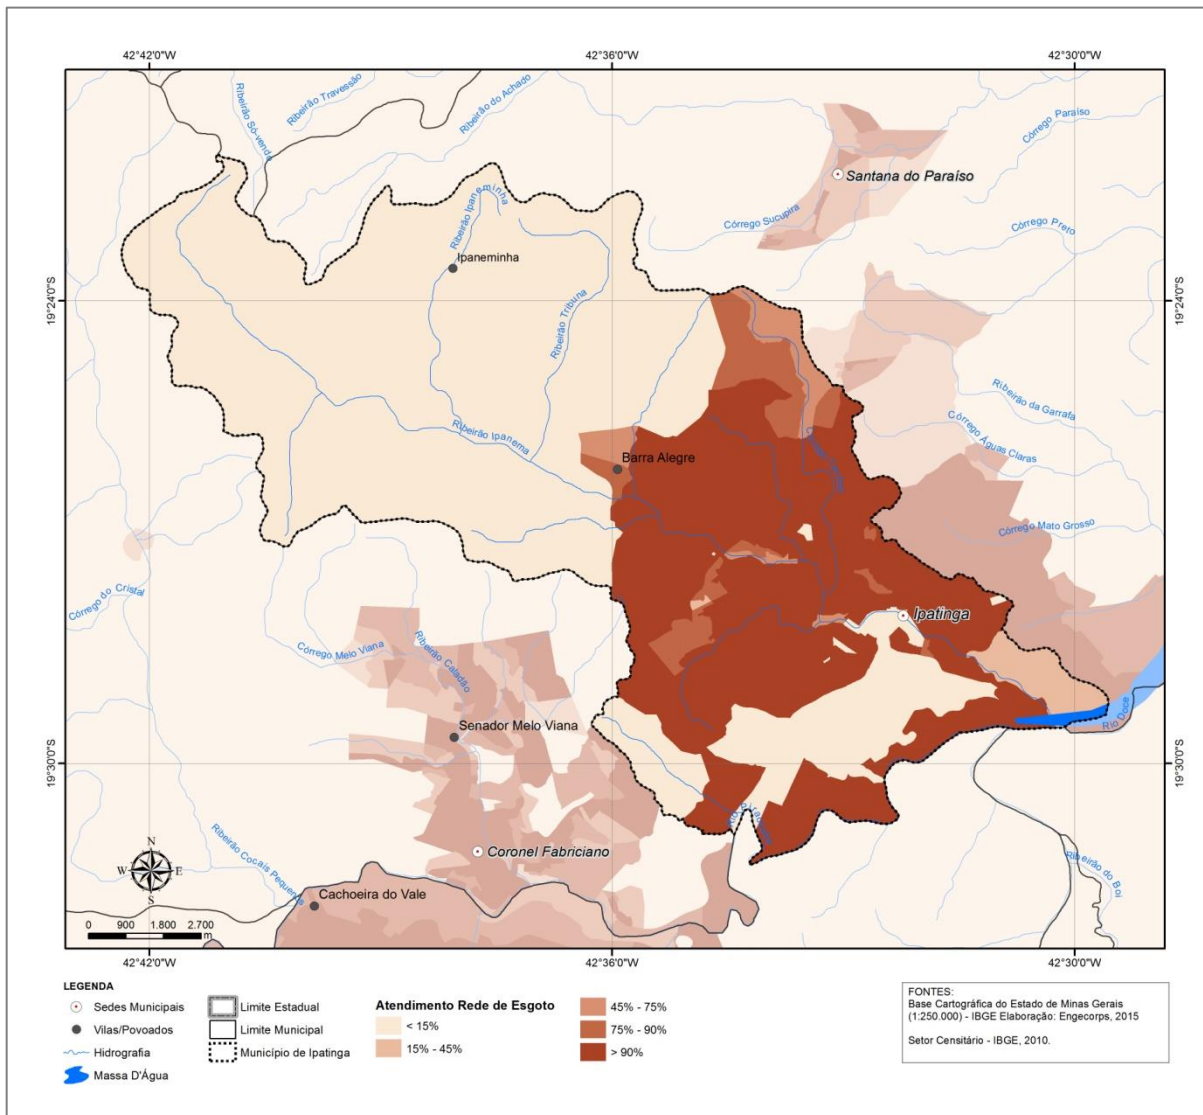 42°42'0"W
42°36'0"W
42°30'0"W
Ribeirão Travessão
Ribeirão do Achado
Ribeirão Só-vendo
Córrego Paraíso
Santana do Paraíso
Ribeirão Ipaneminha
Córrego Sucupira
Córrego Preto
Ipaneminha
19°24'0"S
19°24'0"S
Ribeirão Tribuna
Ribeirão da Garrafa
Ribeirão Ipanema
Córrego Águas Claras
Barra Alegre
Córrego Mato Grosso
Córrego do Cristal
Ipatinga
Córrego Melo Viana
Ribeirão Caladão
Rio Doce
Senador Melo Viana
19°30'0"S
19°30'0"S
Coronel Fabriciano
Ribeirão do Boi
Ribeirão Cocais Pequeno
Cachoeira do Vale
N
W
E
S
0 900 1.800 2.700
m
42°42'0"W
42°36'0"W
42°30'0"W
LEGENDA
Sedes Municipais
Vilas/Povoados
Hidrografia
Massa D'Água
Limite Estadual
Limite Municipal
Município de Ipatinga
Atendimento Rede de Esgoto
< 15%
15% - 45%
45% - 75%
75% - 90%
> 90%
FONTES:
Base Cartográfica do Estado de Minas Gerais
(1:250.000) - IBGE Elaboração: Engecorps, 2015
Setor Censitário - IBGE, 2010.